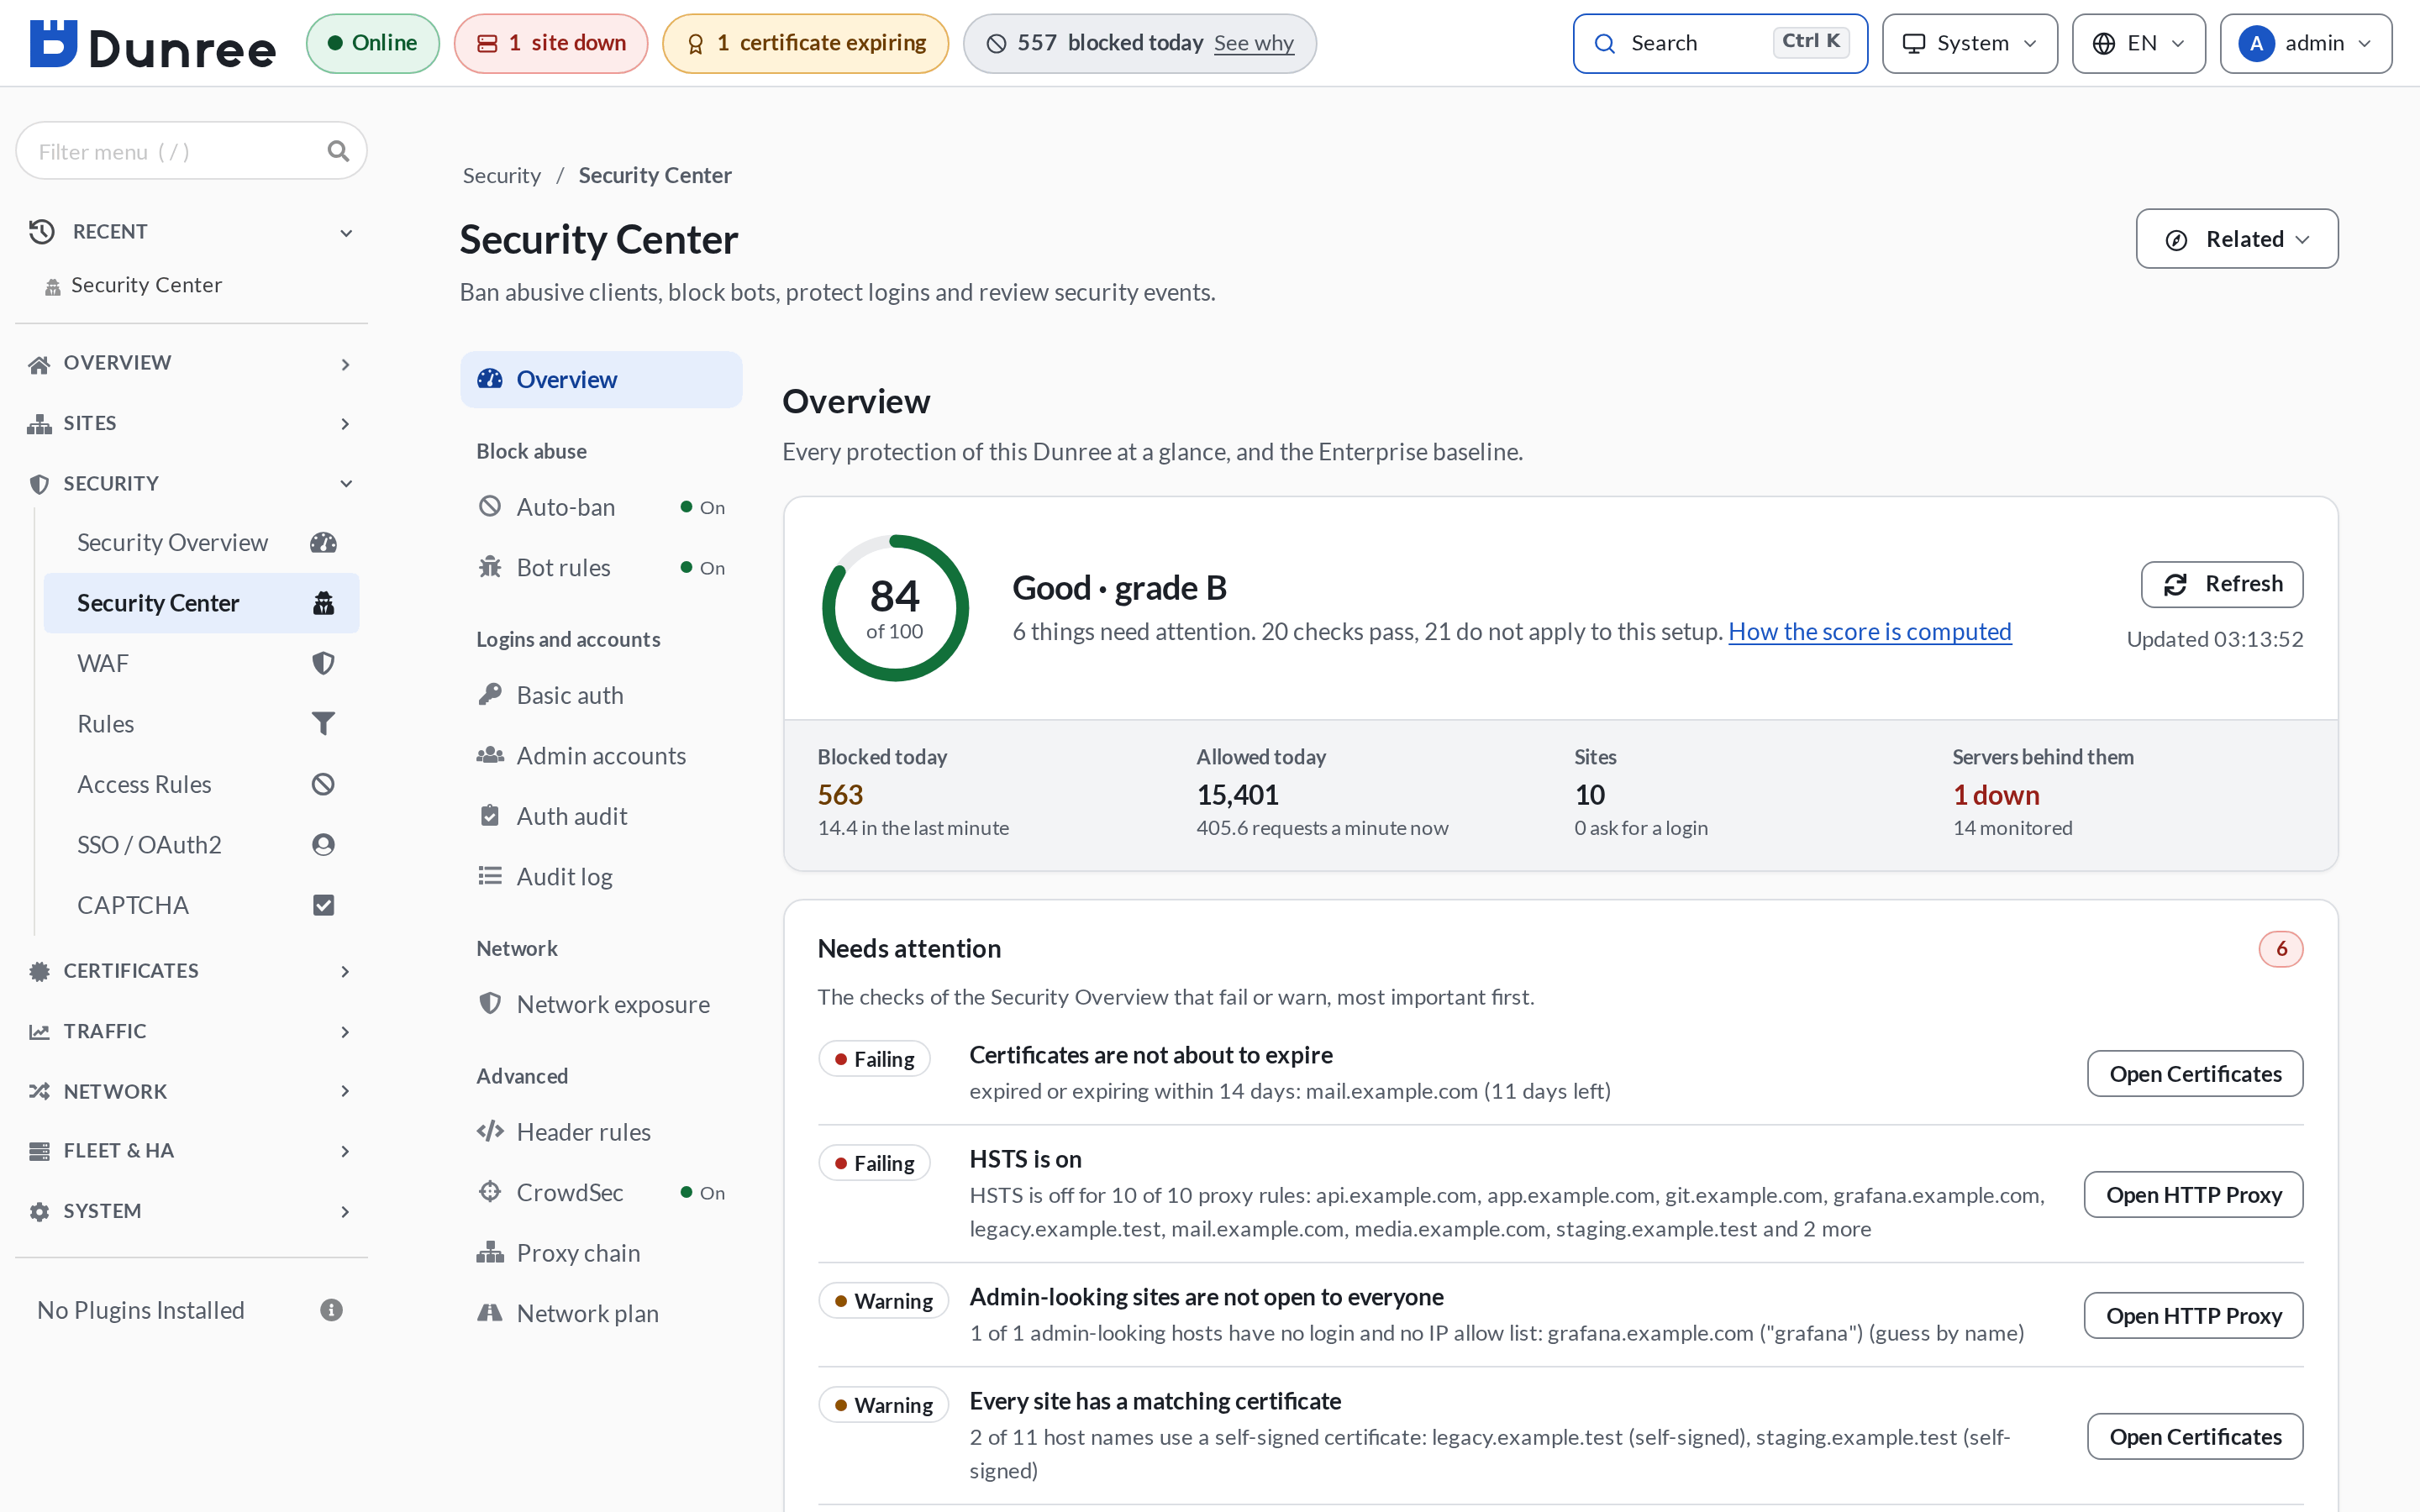 Dunree
Online
1 site down
1 certificate expiring
557 blocked today See why
Search Ctrl K
System
EN
A admin
Filter menu ( / )
RECENT
Security Center
OVERVIEW
SITES
SECURITY
Security Overview
Security Center
WAF
Rules
Access Rules
SSO / OAuth2
CAPTCHA
CERTIFICATES
TRAFFIC
NETWORK
FLEET & HA
SYSTEM
No Plugins Installed
Security / Security Center
Security Center
Ban abusive clients, block bots, protect logins and review security events.
Related
Overview
Block abuse
Auto-ban On
Bot rules On
Logins and accounts
Basic auth
Admin accounts
Auth audit
Audit log
Network
Network exposure
Advanced
Header rules
CrowdSec On
Proxy chain
Network plan
Overview
Every protection of this Dunree at a glance, and the Enterprise baseline.
84
of 100
Good · grade B
6 things need attention. 20 checks pass, 21 do not apply to this setup. How the score is computed
Refresh
Updated 03:13:52
Blocked today
563
14.4 in the last minute
Allowed today
15,401
405.6 requests a minute now
Sites
10
0 ask for a login
Servers behind them
1 down
14 monitored
Needs attention
6
The checks of the Security Overview that fail or warn, most important first.
Failing
Certificates are not about to expire
expired or expiring within 14 days: mail.example.com (11 days left)
Open Certificates
Failing
HSTS is on
HSTS is off for 10 of 10 proxy rules: api.example.com, app.example.com, git.example.com, grafana.example.com,
legacy.example.test, mail.example.com, media.example.com, staging.example.test and 2 more
Open HTTP Proxy
Warning
Admin-looking sites are not open to everyone
1 of 1 admin-looking hosts have no login and no IP allow list: grafana.example.com ("grafana") (guess by name)
Open HTTP Proxy
Warning
Every site has a matching certificate
2 of 11 host names use a self-signed certificate: legacy.example.test (self-signed), staging.example.test (self-
signed)
Open Certificates